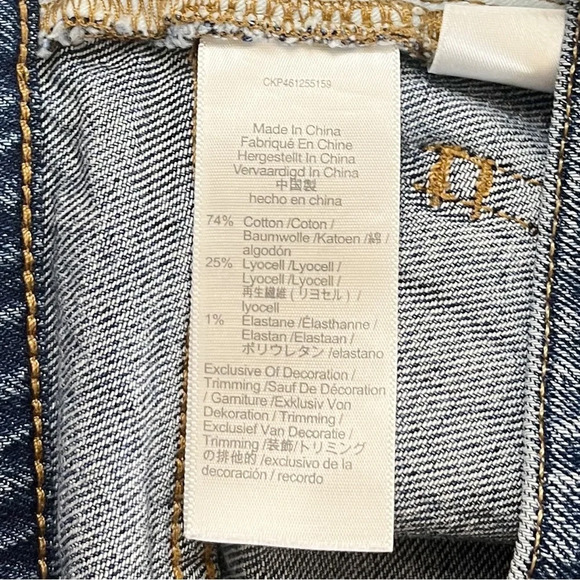 CKP461255159
Made In China
Fabriqué En Chine
Hergestellt In China
Vervaardigd In China
中国製
hecho en china
74% Cotton /Coton /
Baumwolle /Katoen /綿 /
algodón
25% Lyocell /Lyocell /
Lyocell /Lyocell /
再生繊維 ( リヨセル ) /
lyocell
1% Elastane /Élasthanne /
Elastan /Elastaan /
ポリウレタン /elastano
Exclusive Of Decoration /
Trimming /Sauf De Décoration
/ Garniture /Exklusiv Von
Dekoration / Trimming /
Exclusief Van Decoratie /
Trimming /装飾/トリミング
の排他的 /exclusivo de la
decoración / recordo